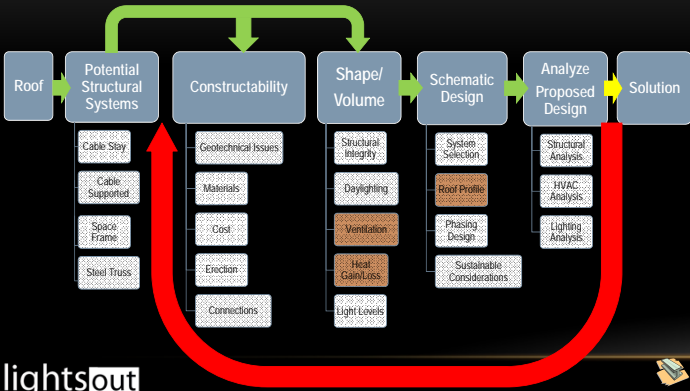 Roof
Potential
Structural
Systems
Constructability
Shape/
Volume
Schematic
Design
Analyze
Proposed
Design
Solution
Cable Stay
Cable
Supported
Space
Frame
Steel Truss
Geotechnical Issues
Materials
Cost
Erection
Connections
Structural
Integrity
Daylighting
Ventilation
Heat
Gain/Loss
Light Levels
System
Selection
Roof Profile
Phasing
Design
Sustainable
Considerations
Structural
Analysis
HVAC
Analysis
Lighting
Analysis
lightsout